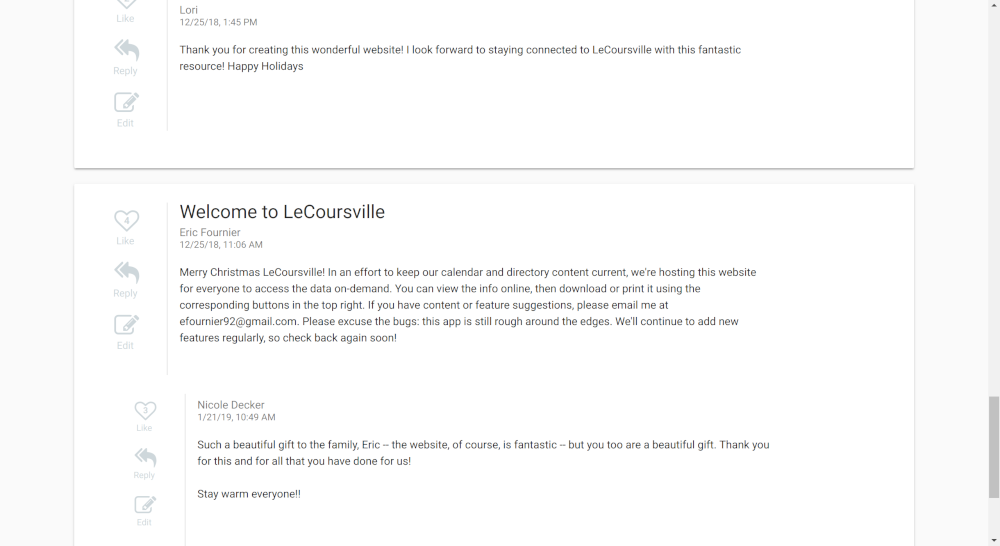 Like
Lori
12/25/18, 1:45 PM
Thank you for creating this wonderful website! I look forward to staying connected to LeCoursville with this fantastic
resource! Happy Holidays
Reply
Edit
4
Like
Reply
Edit
Welcome to LeCoursville
Eric Fournier
12/25/18, 11:06 AM
Merry Christmas LeCoursville! In an effort to keep our calendar and directory content current, we're hosting this website
for everyone to access the data on-demand. You can view the info online, then download or print it using the
corresponding buttons in the top right. If you have content or feature suggestions, please email me at
efournier92@gmail.com. Please excuse the bugs: this app is still rough around the edges. We'll continue to add new
features regularly, so check back again soon!
3
Like
Reply
Edit
Nicole Decker
1/21/19, 10:49 AM
Such a beautiful gift to the family, Eric -- the website, of course, is fantastic -- but you too are a beautiful gift. Thank you
for this and for all that you have done for us!
Stay warm everyone!!